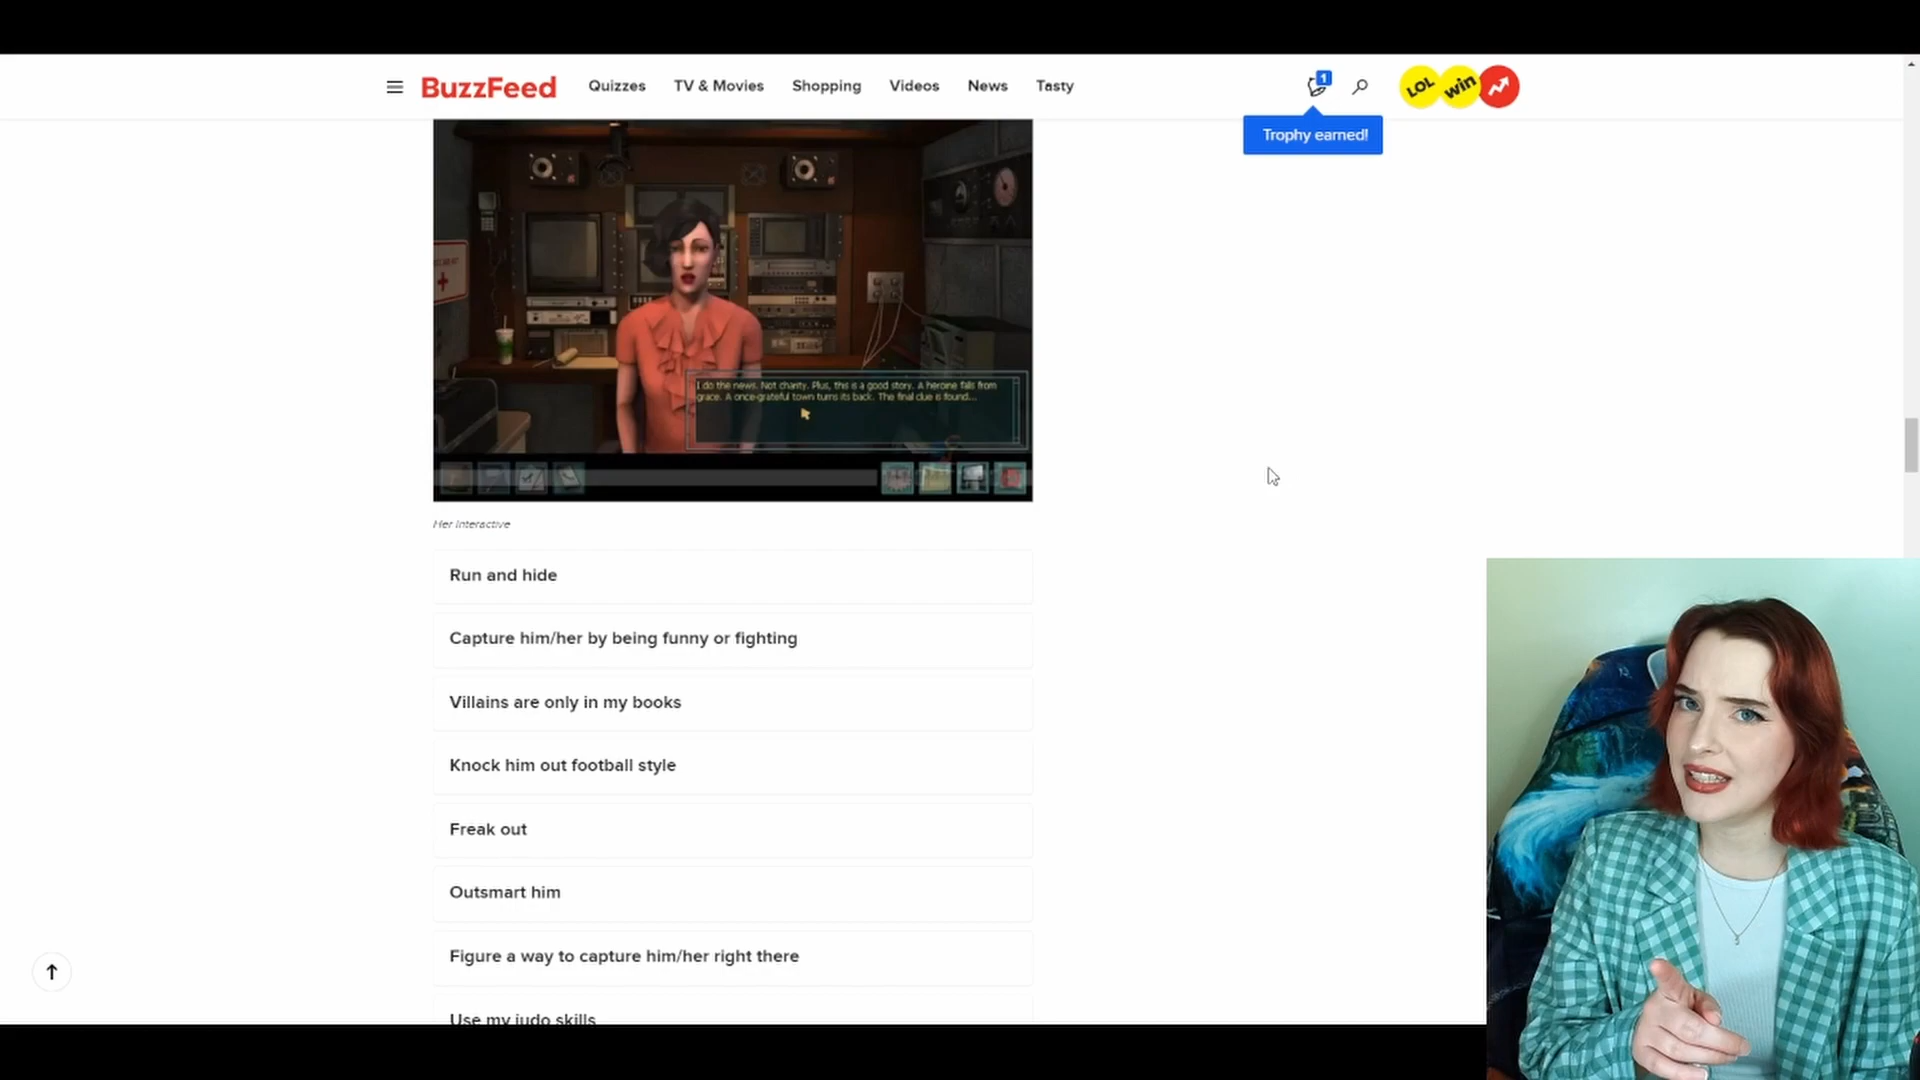 BuzzFeed
Quizzes
TV & Movies
Shopping
Videos
News
Tasty
1
LOL
win
Trophy earned!
I do the news. Not charity. Plus, this is a good story. A heroine falls from
grace. A once-grateful town turns its back. The final clue is found...
Her Interactive
Run and hide
Capture him/her by being funny or fighting
Villains are only in my books
Knock him out football style
Freak out
Outsmart him
Figure a way to capture him/her right there
Use my judo skills